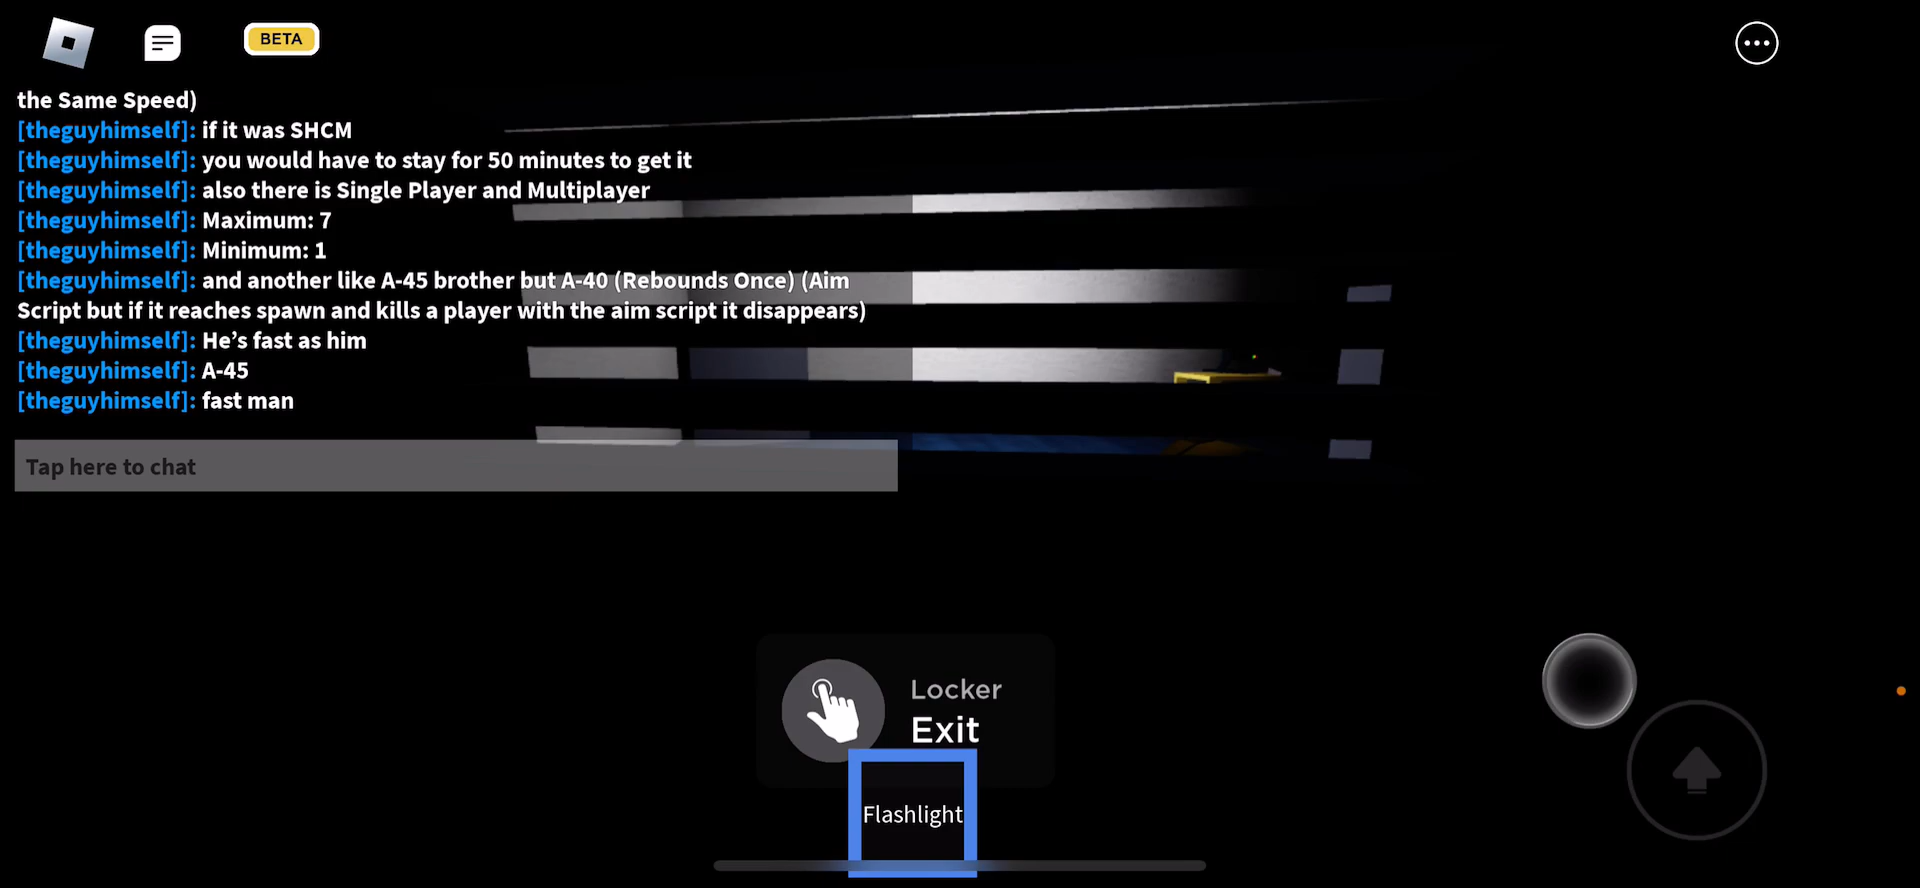 BETA
the Same Speed)
[theguyhimself]: if it was SHCM
[theguyhimself]: you would have to stay for 50 minutes to get it
[theguyhimself]: also there is Single Player and Multiplayer
[theguyhimself]: Maximum: 7
[theguyhimself]: Minimum: 1
[theguyhimself]: and another like A-45 brother but A-40 (Rebounds Once) (Aim
Script but if it reaches spawn and kills a player with the aim script it disappears)
[theguyhimself]: He’s fast as him
[theguyhimself]: A-45
[theguyhimself]: fast man
Tap here to chat
Locker
Exit
Flashlight